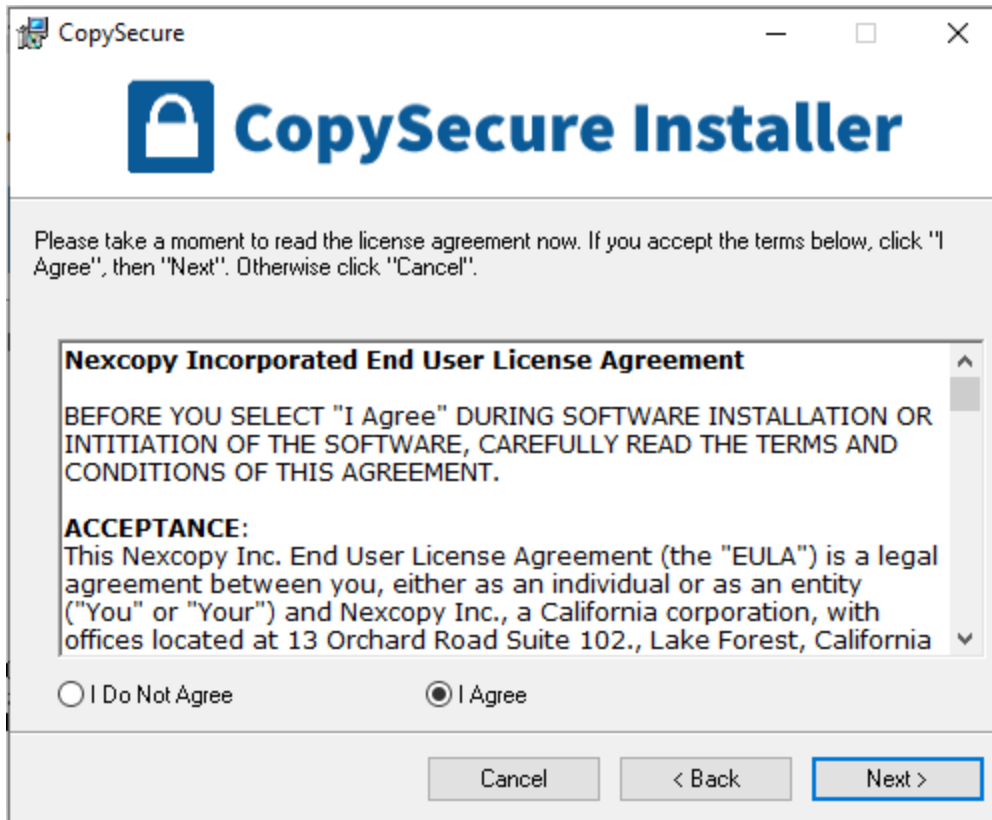 CopySecure
CopySecure Installer
Please take a moment to read the license agreement now. If you accept the terms below, click "I
Agree", then "Next". Otherwise click "Cancel".
Nexcopy Incorporated End User License Agreement
BEFORE YOU SELECT "I Agree" DURING SOFTWARE INSTALLATION OR
INTITIATION OF THE SOFTWARE, CAREFULLY READ THE TERMS AND
CONDITIONS OF THIS AGREEMENT.
ACCEPTANCE:
This Nexcopy Inc. End User License Agreement (the "EULA") is a legal
agreement between you, either as an individual or as an entity
("You" or "Your") and Nexcopy Inc., a California corporation, with
offices located at 13 Orchard Road Suite 102., Lake Forest, California
I Do Not Agree
I Agree
Cancel
< Back
Next >